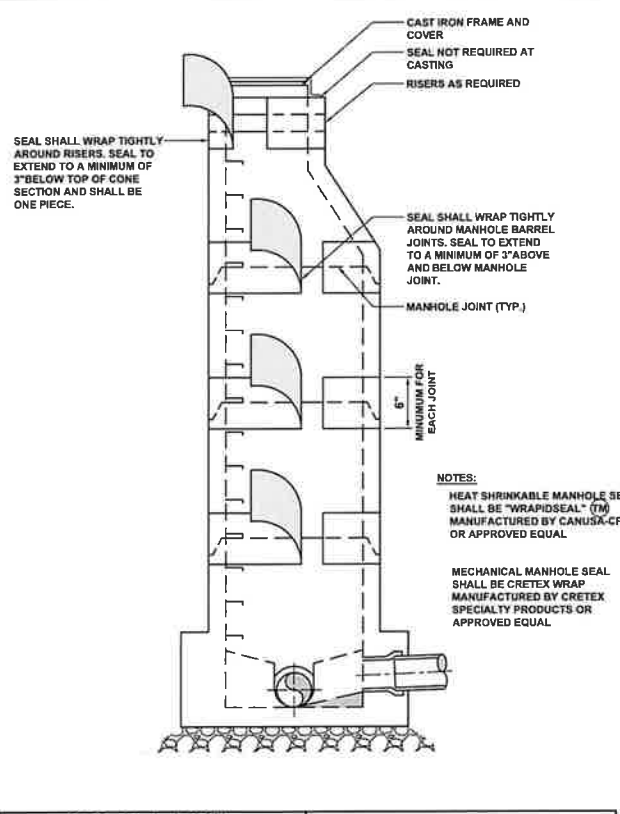 CAST IRON FRAME AND
COVER
SEAL NOT REQUIRED AT
CASTING
RISERS AS REQUIRED
SEAL SHALL WRAP TIGHTLY
AROUND RISERS. SEAL TO
EXTEND TO A MINIMUM OF
3"BELOW TOP OF CONE
SECTION AND SHALL BE
ONE PIECE.
SEAL SHALL WRAP TIGHTLY
AROUND MANHOLE BARREL
JOINTS. SEAL TO EXTEND
TO A MINIMUM OF 3"ABOVE
AND BELOW MANHOLE
JOINT.
MANHOLE JOINT (TYP.)
6"
MINUMUM FOR
EACH JOINT
NOTES:
HEAT SHRINKABLE MANHOLE SE
SHALL BE "WRAPIDSEAL" (TM)
MANUFACTURED BY CANUSA-CP
OR APPROVED EQUAL
MECHANICAL MANHOLE SEAL
SHALL BE CRETEX WRAP
MANUFACTURED BY CRETEX
SPECIALTY PRODUCTS OR
APPROVED EQUAL